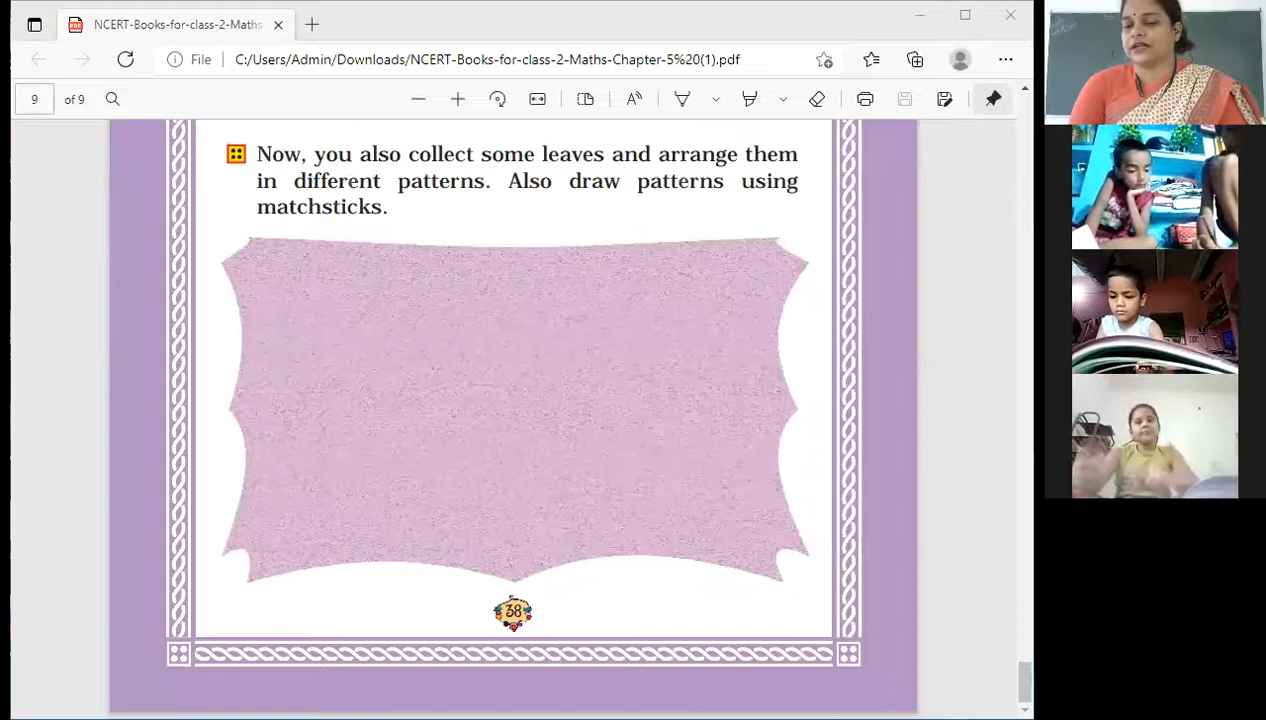 NCERT-Books-for-class-2-Maths-
File C:/Users/Admin/Downloads/NCERT-Books-for-class-2-Maths-Chapter-5%20(1).pdf
9 of 9
Now, you also collect some leaves and arrange them
in different patterns. Also draw patterns using
matchsticks.
38